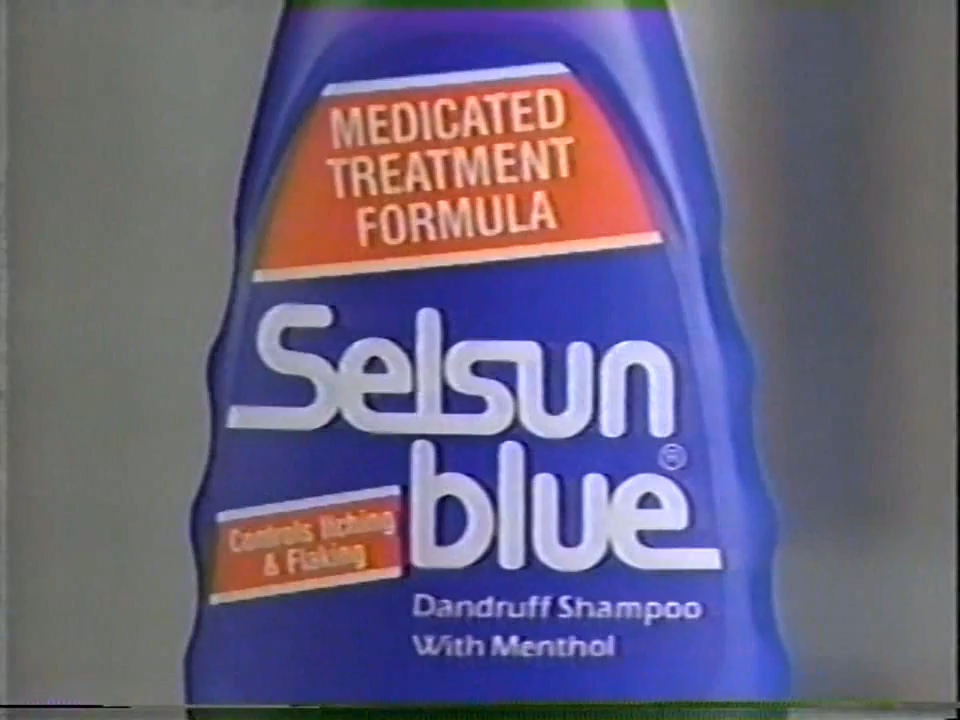 MEDICATED
TREATMENT
FORMULA
Selsun
blue®
Controls Itching
& Flaking
Dandruff Shampoo
With Menthol